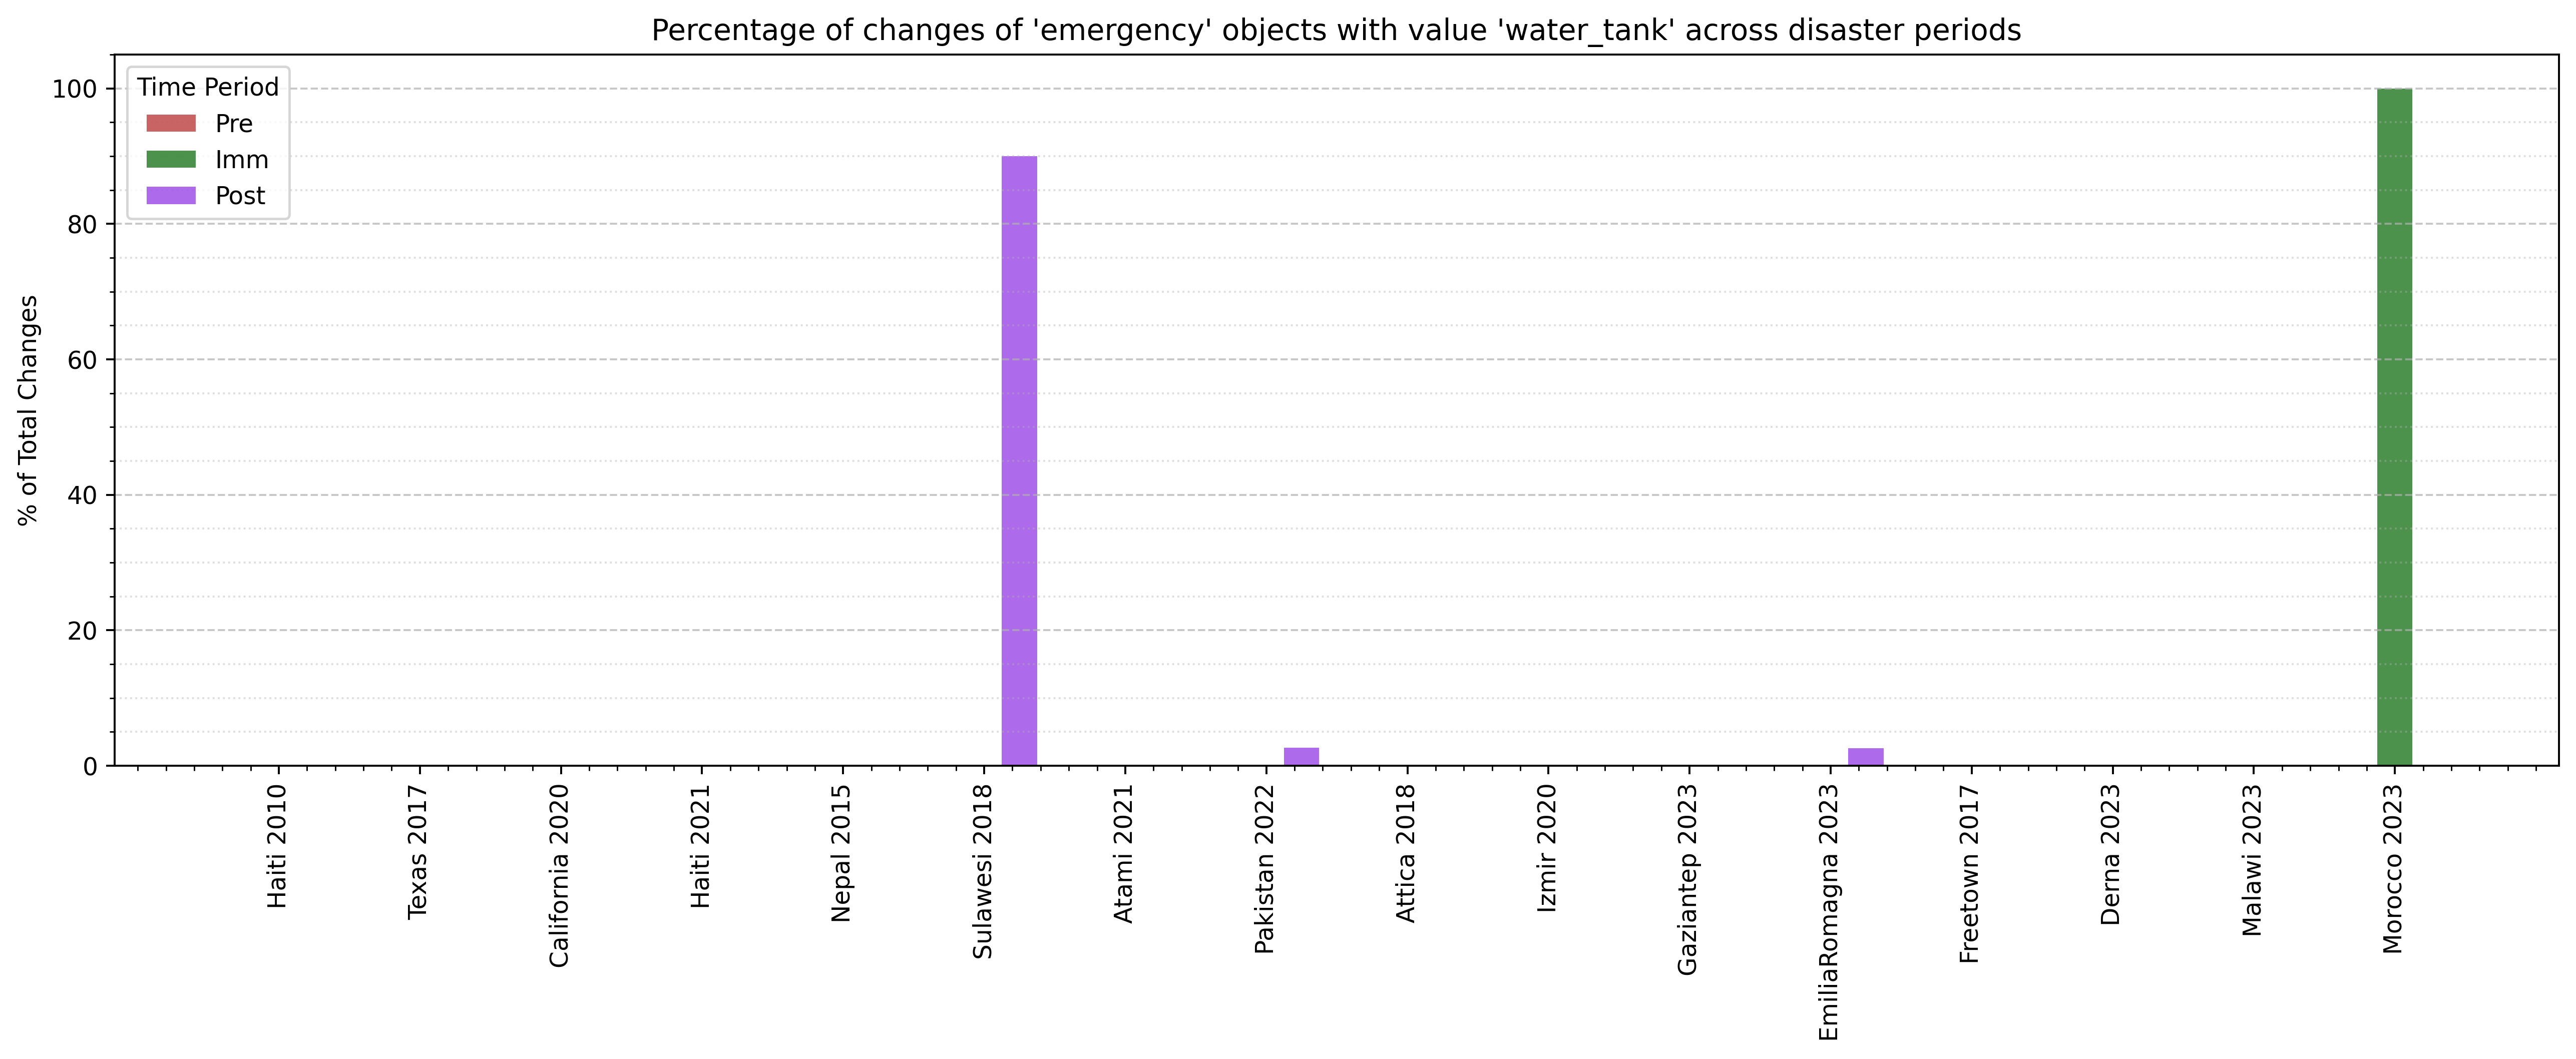 Percentage of changes of 'emergency' objects with value 'water_tank' across disaster periods
Time Period
Pre
Imm
Post
% of Total Changes
100
80
60
40
20
0
Haiti 2010
Texas 2017
California 2020
Haiti 2021
Nepal 2015
Sulawesi 2018
Atami 2021
Pakistan 2022
Attica 2018
Izmir 2020
Gaziantep 2023
EmiliaRomagna 2023
Freetown 2017
Derna 2023
Malawi 2023
Morocco 2023